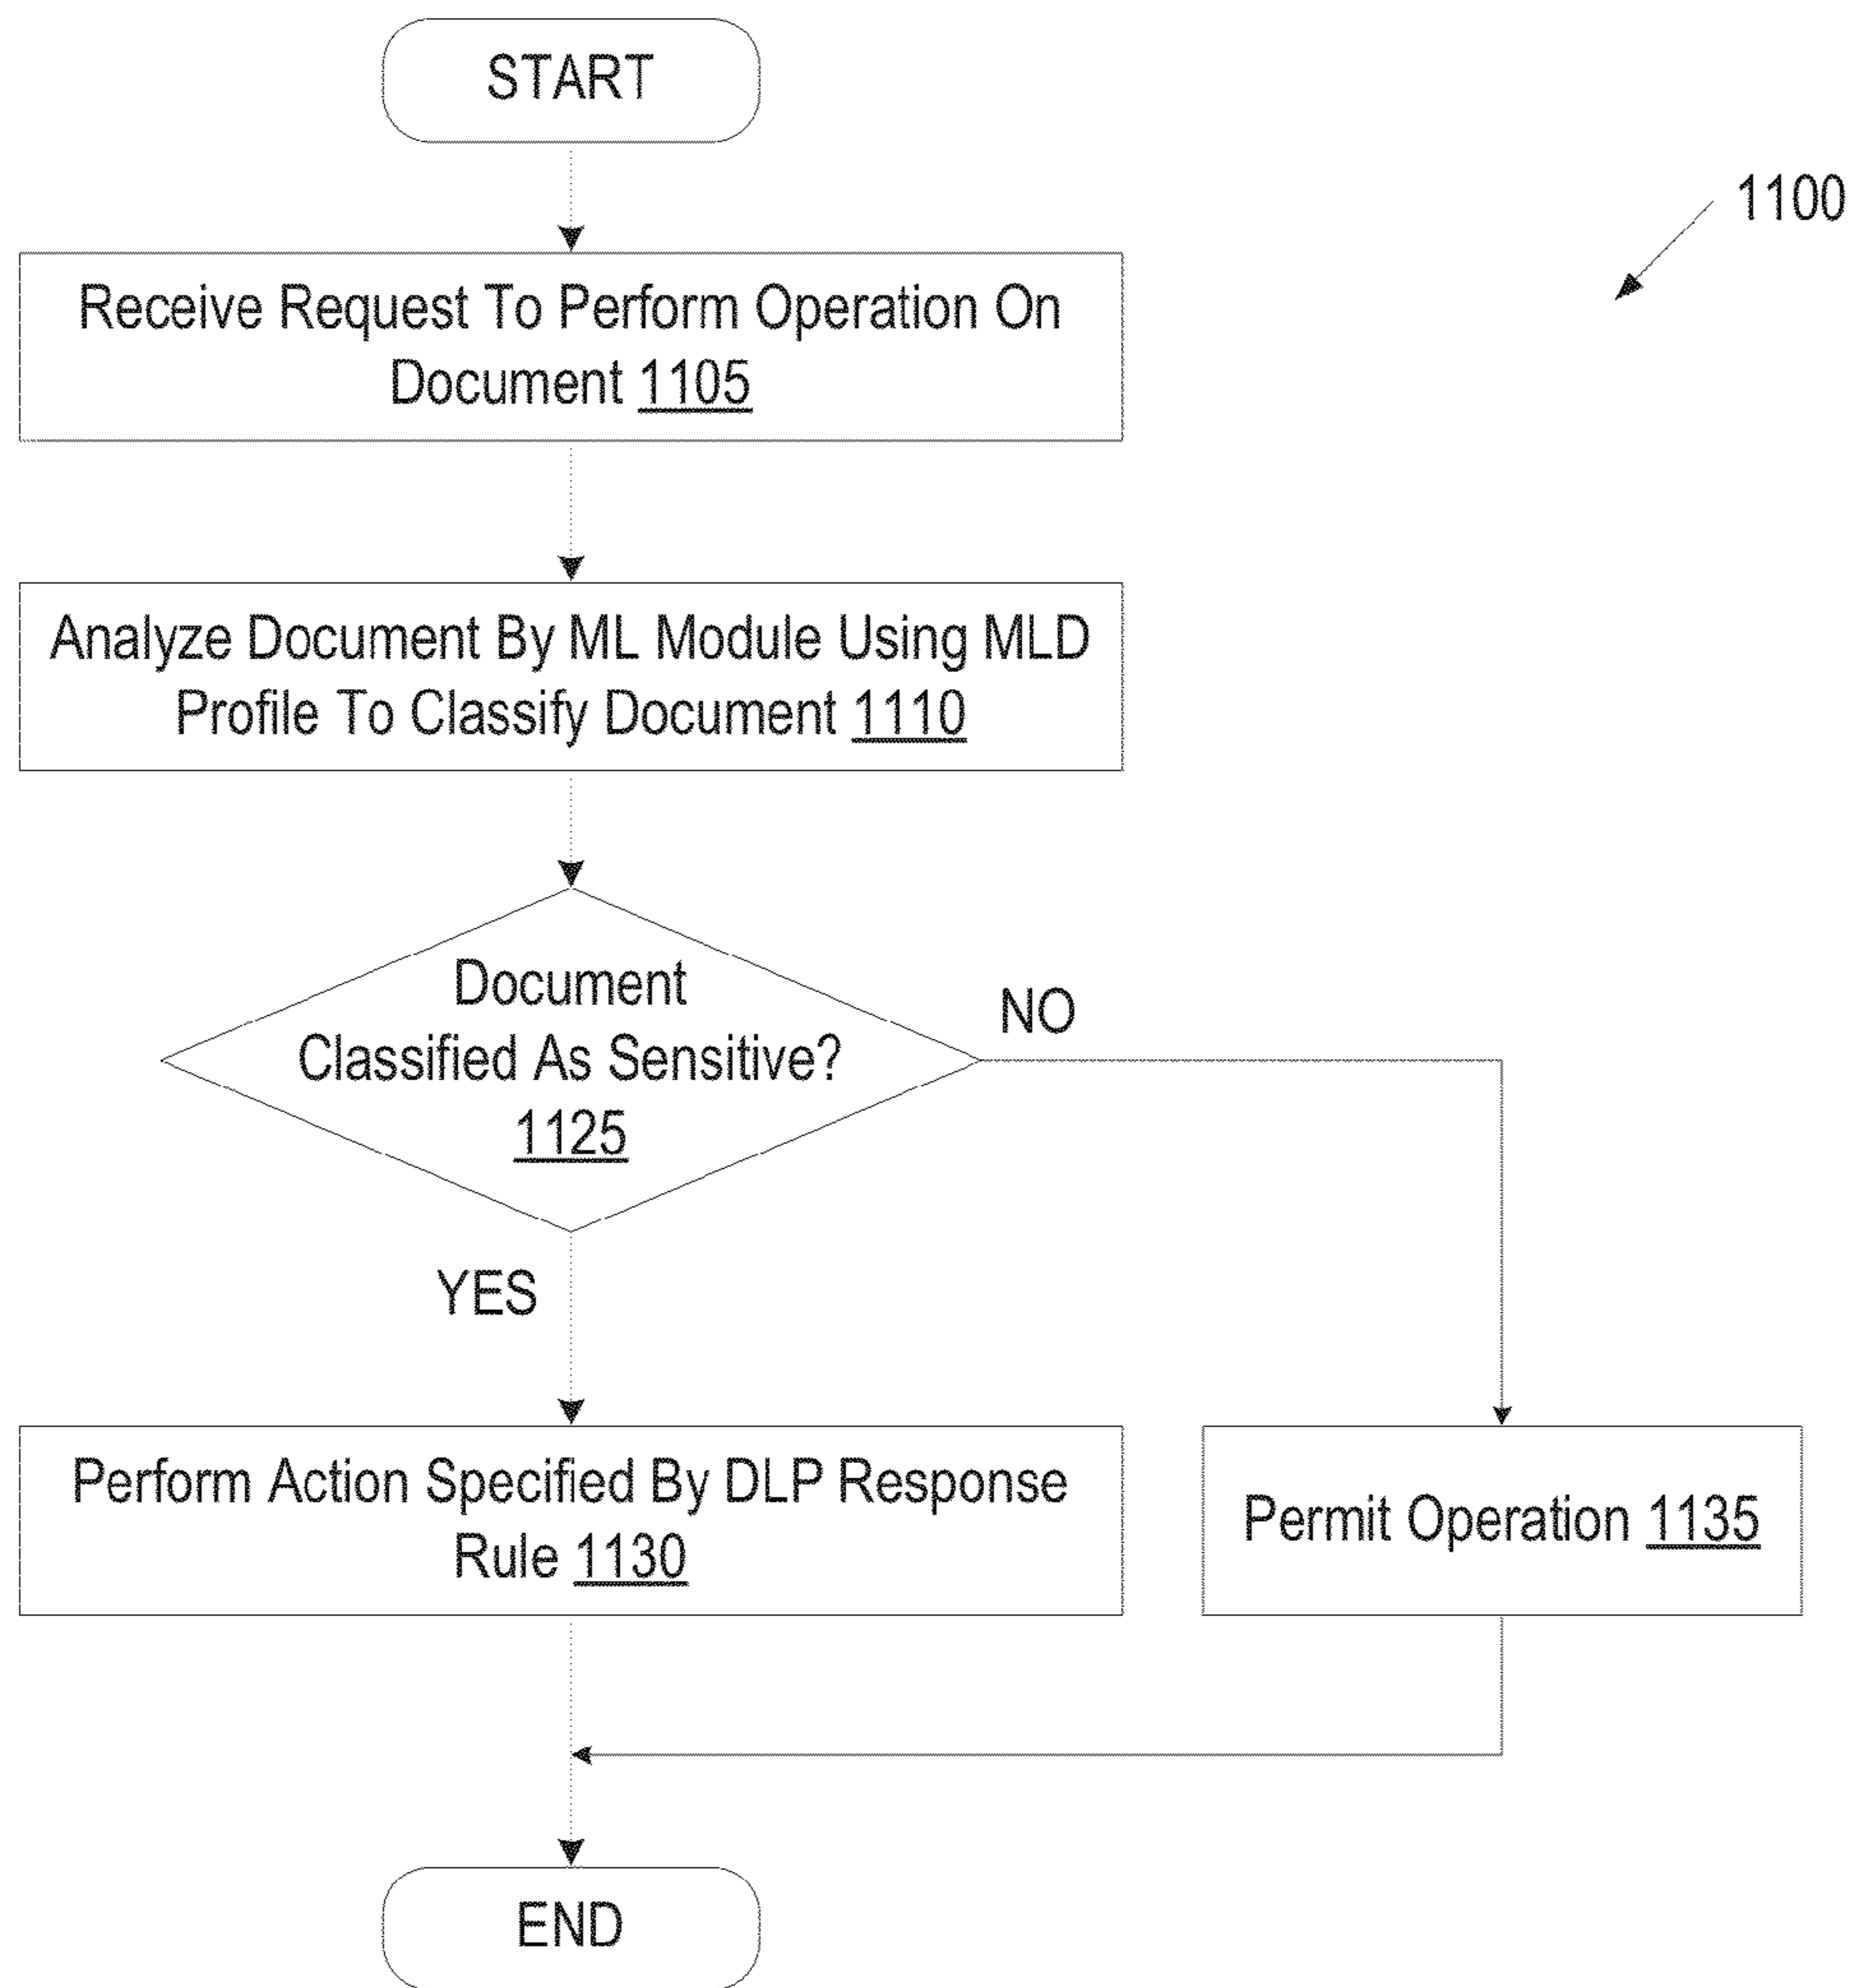 START
1100
Receive Request To Perform Operation On
Document 1105
Analyze Document By ML Module Using MLD
Profile To Classify Document 1110
Document
Classified As Sensitive?
1125
NO
YES
Perform Action Specified By DLP Response
Rule 1130
Permit Operation 1135
END